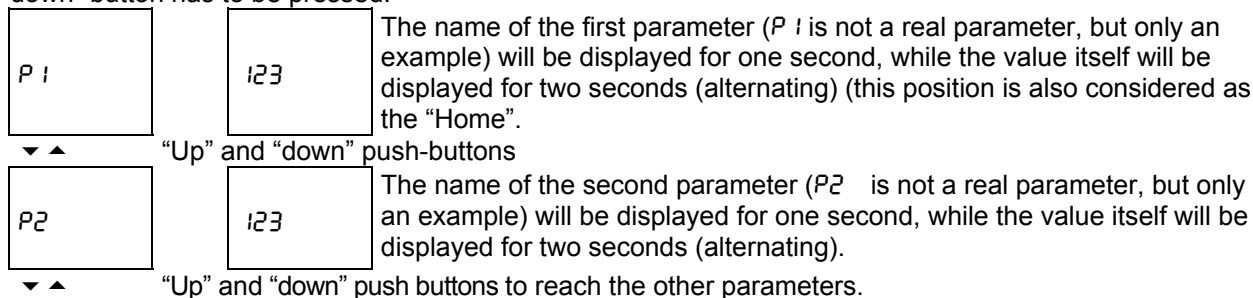 down" button has to be pressed.
P 1
123
The name of the first parameter (P 1 is not a real parameter, but only an
example) will be displayed for one second, while the value itself will be
displayed for two seconds (alternating) (this position is also considered as
the “Home”.
“Up” and “down” push-buttons
P2
123
The name of the second parameter (P2 is not a real parameter, but only
an example) will be displayed for one second, while the value itself will be
displayed for two seconds (alternating).
“Up” and “down” push buttons to reach the other parameters.